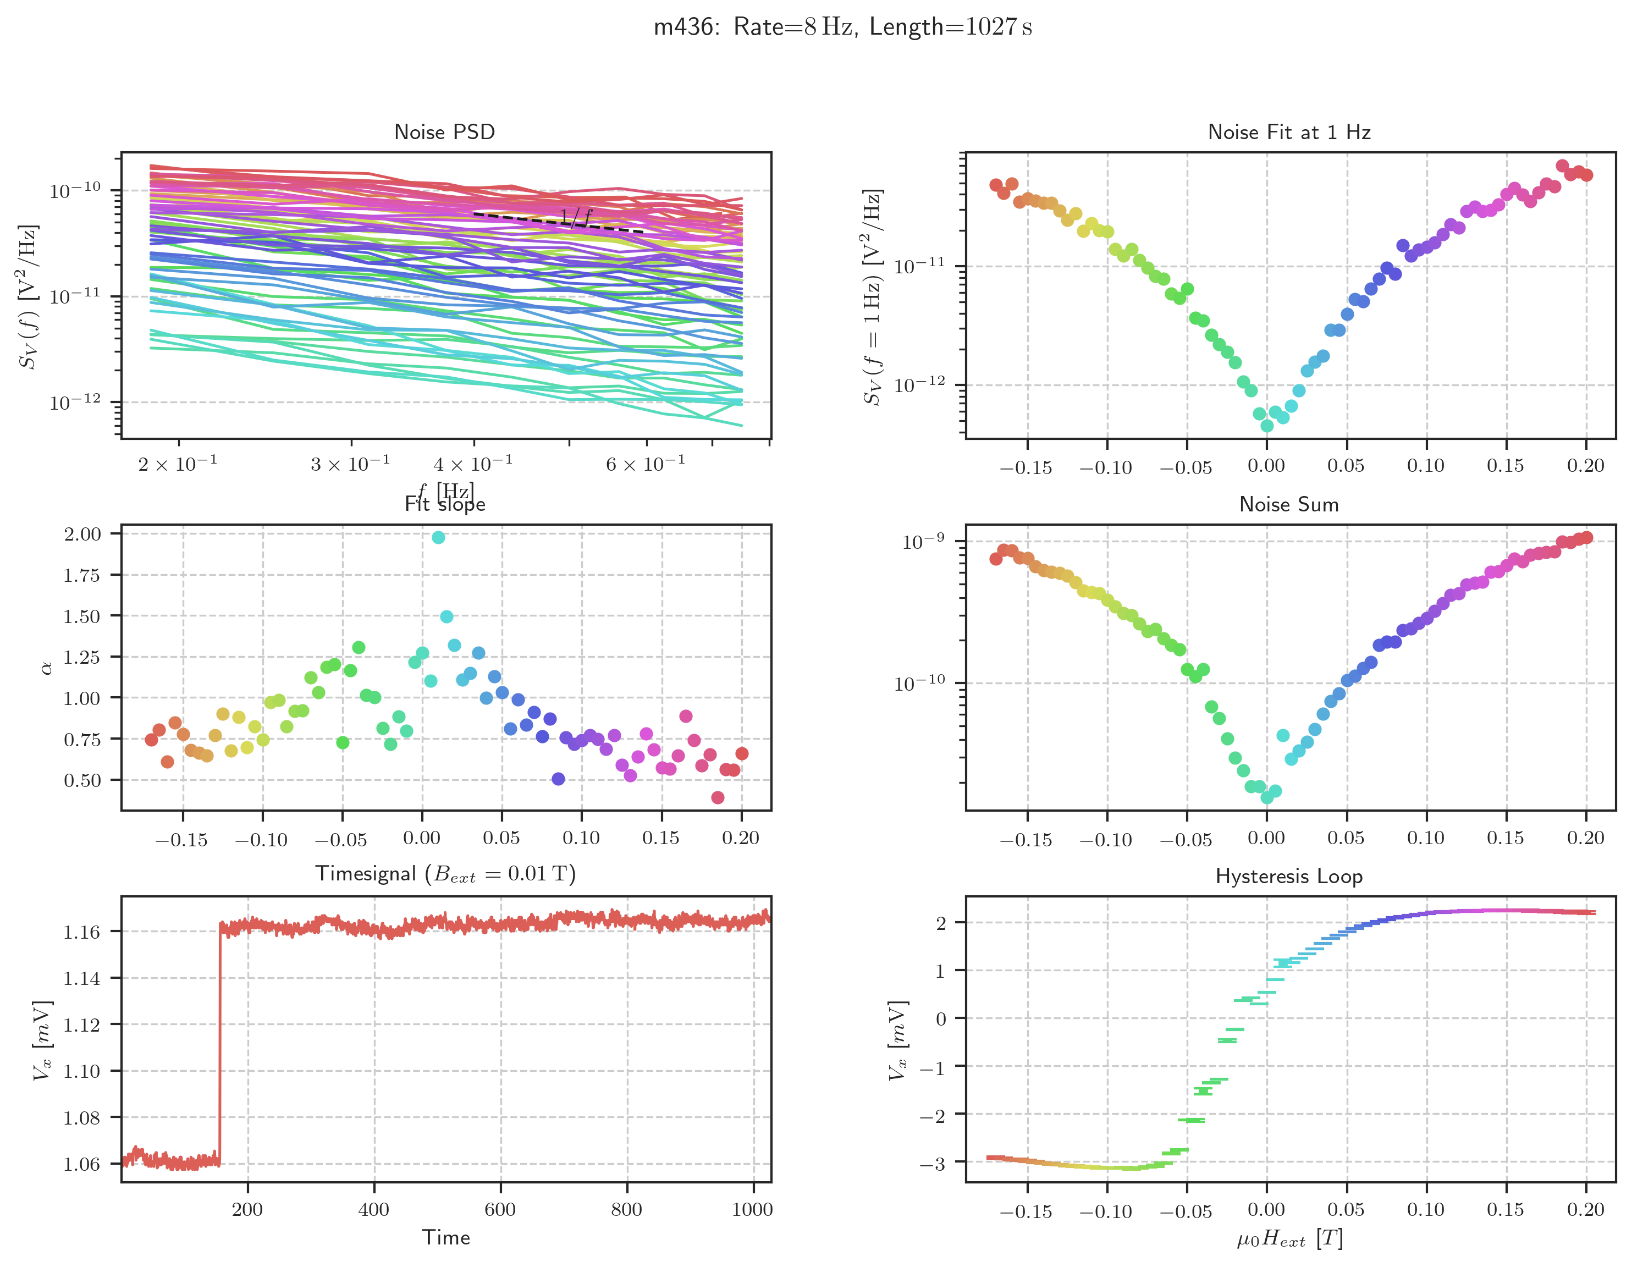 m436: Rate=8 Hz, Length=1027 s
Noise PSD
S_V(f) [V²/Hz]
10⁻¹⁰
10⁻¹¹
10⁻¹²
1/f
2 × 10⁻¹ 3 × 10⁻¹ 4 × 10⁻¹ 6 × 10⁻¹
f [Hz]
Noise Fit at 1 Hz
S_V(f = 1 Hz) [V²/Hz]
10⁻¹¹
10⁻¹²
−0.15 −0.10 −0.05 0.00 0.05 0.10 0.15 0.20
Fit slope
α
2.00
1.75
1.50
1.25
1.00
0.75
0.50
−0.15 −0.10 −0.05 0.00 0.05 0.10 0.15 0.20
Noise Sum
10⁻⁹
10⁻¹⁰
−0.15 −0.10 −0.05 0.00 0.05 0.10 0.15 0.20
Timesignal (B_ext = 0.01 T)
V_x [mV]
1.16
1.14
1.12
1.10
1.08
1.06
200 400 600 800 1000
Time
Hysteresis Loop
V_x [mV]
2
1
0
−1
−2
−3
−0.15 −0.10 −0.05 0.00 0.05 0.10 0.15 0.20
μ₀H_ext [T]